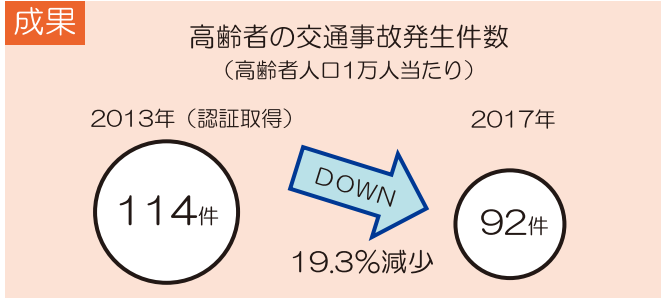 成果
高齢者の交通事故発生件数
（高齢者人口1万人当たり）
2013年（認証取得）
2017年
114件
DOWN
92件
19.3%減少